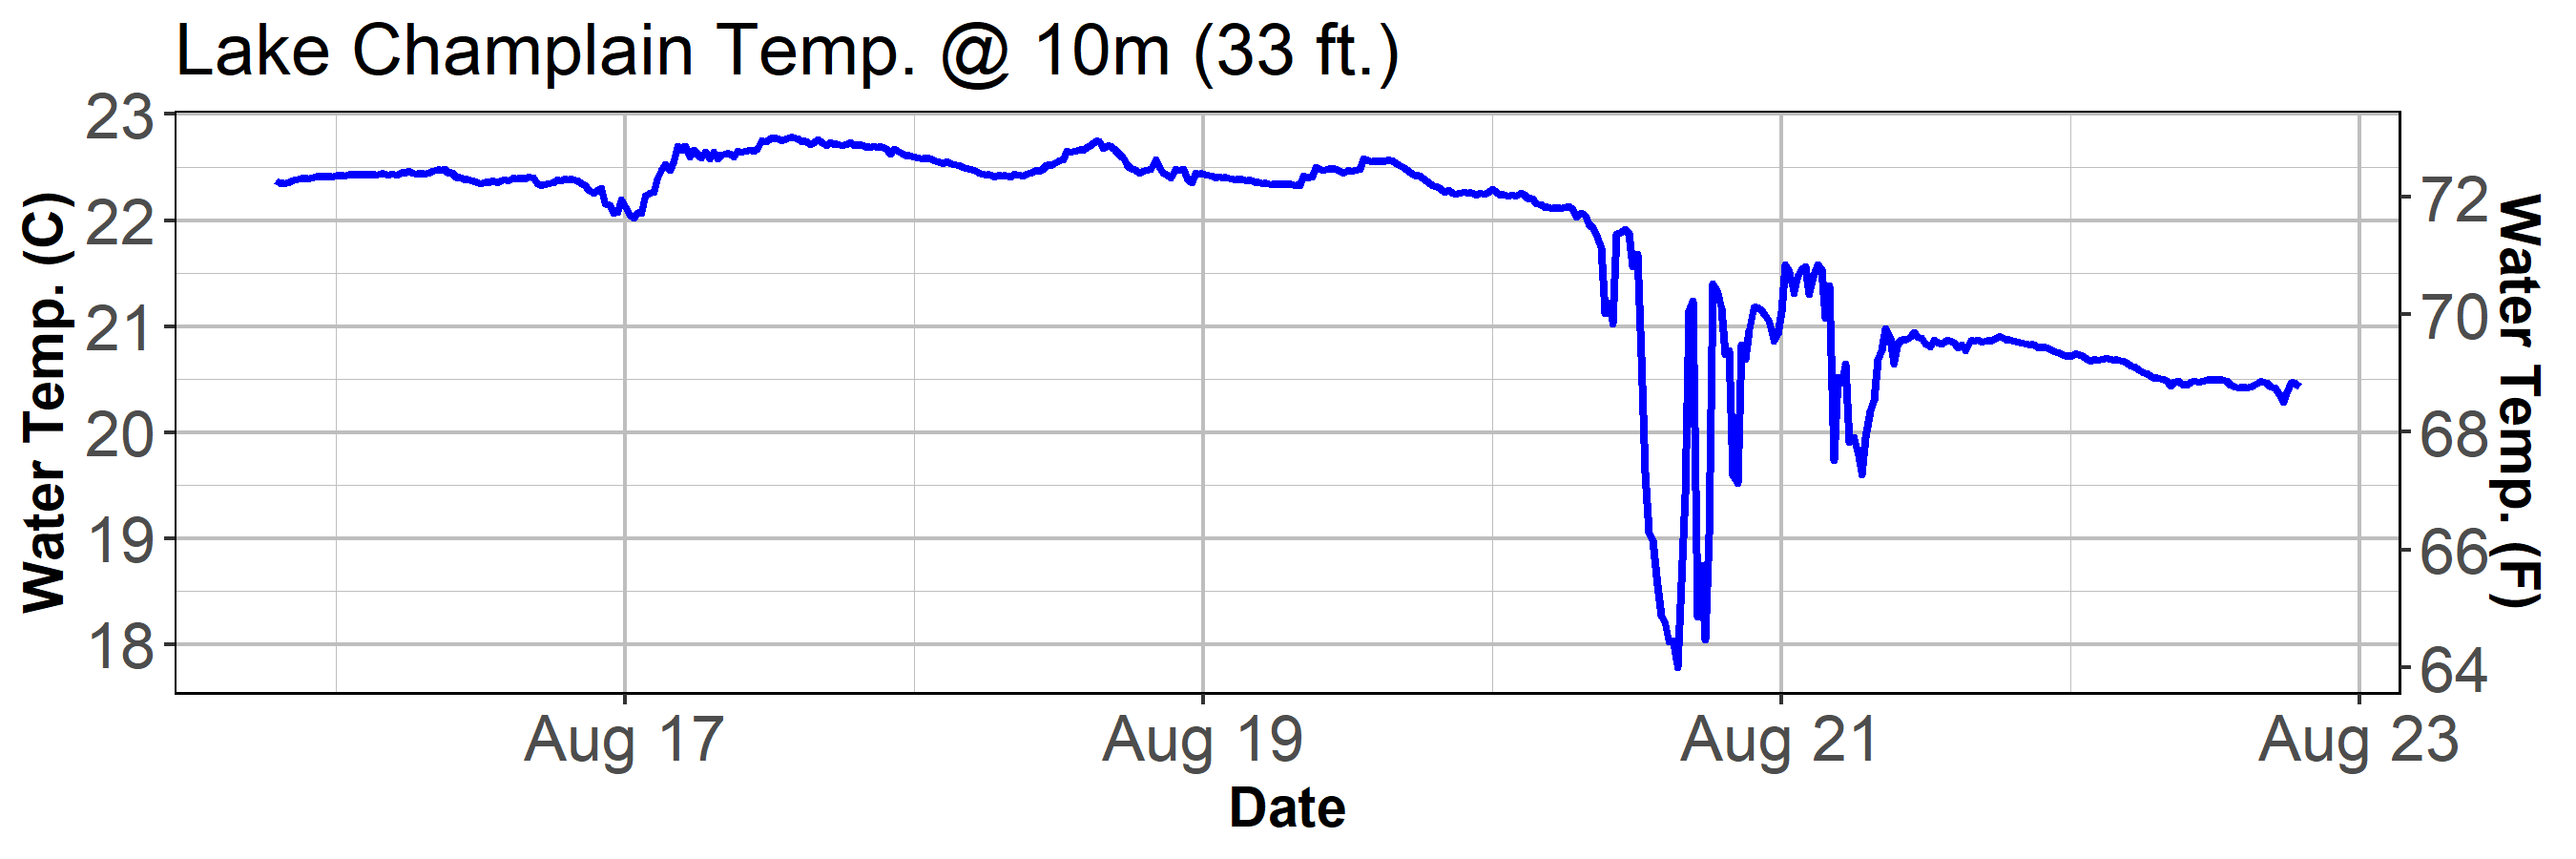 Lake Champlain Temp. @ 10m (33 ft.)
Water Temp. (C)
23
22
21
20
19
18
72
70
68
66
64
Water Temp. (F)
Aug 17
Aug 19
Aug 21
Aug 23
Date